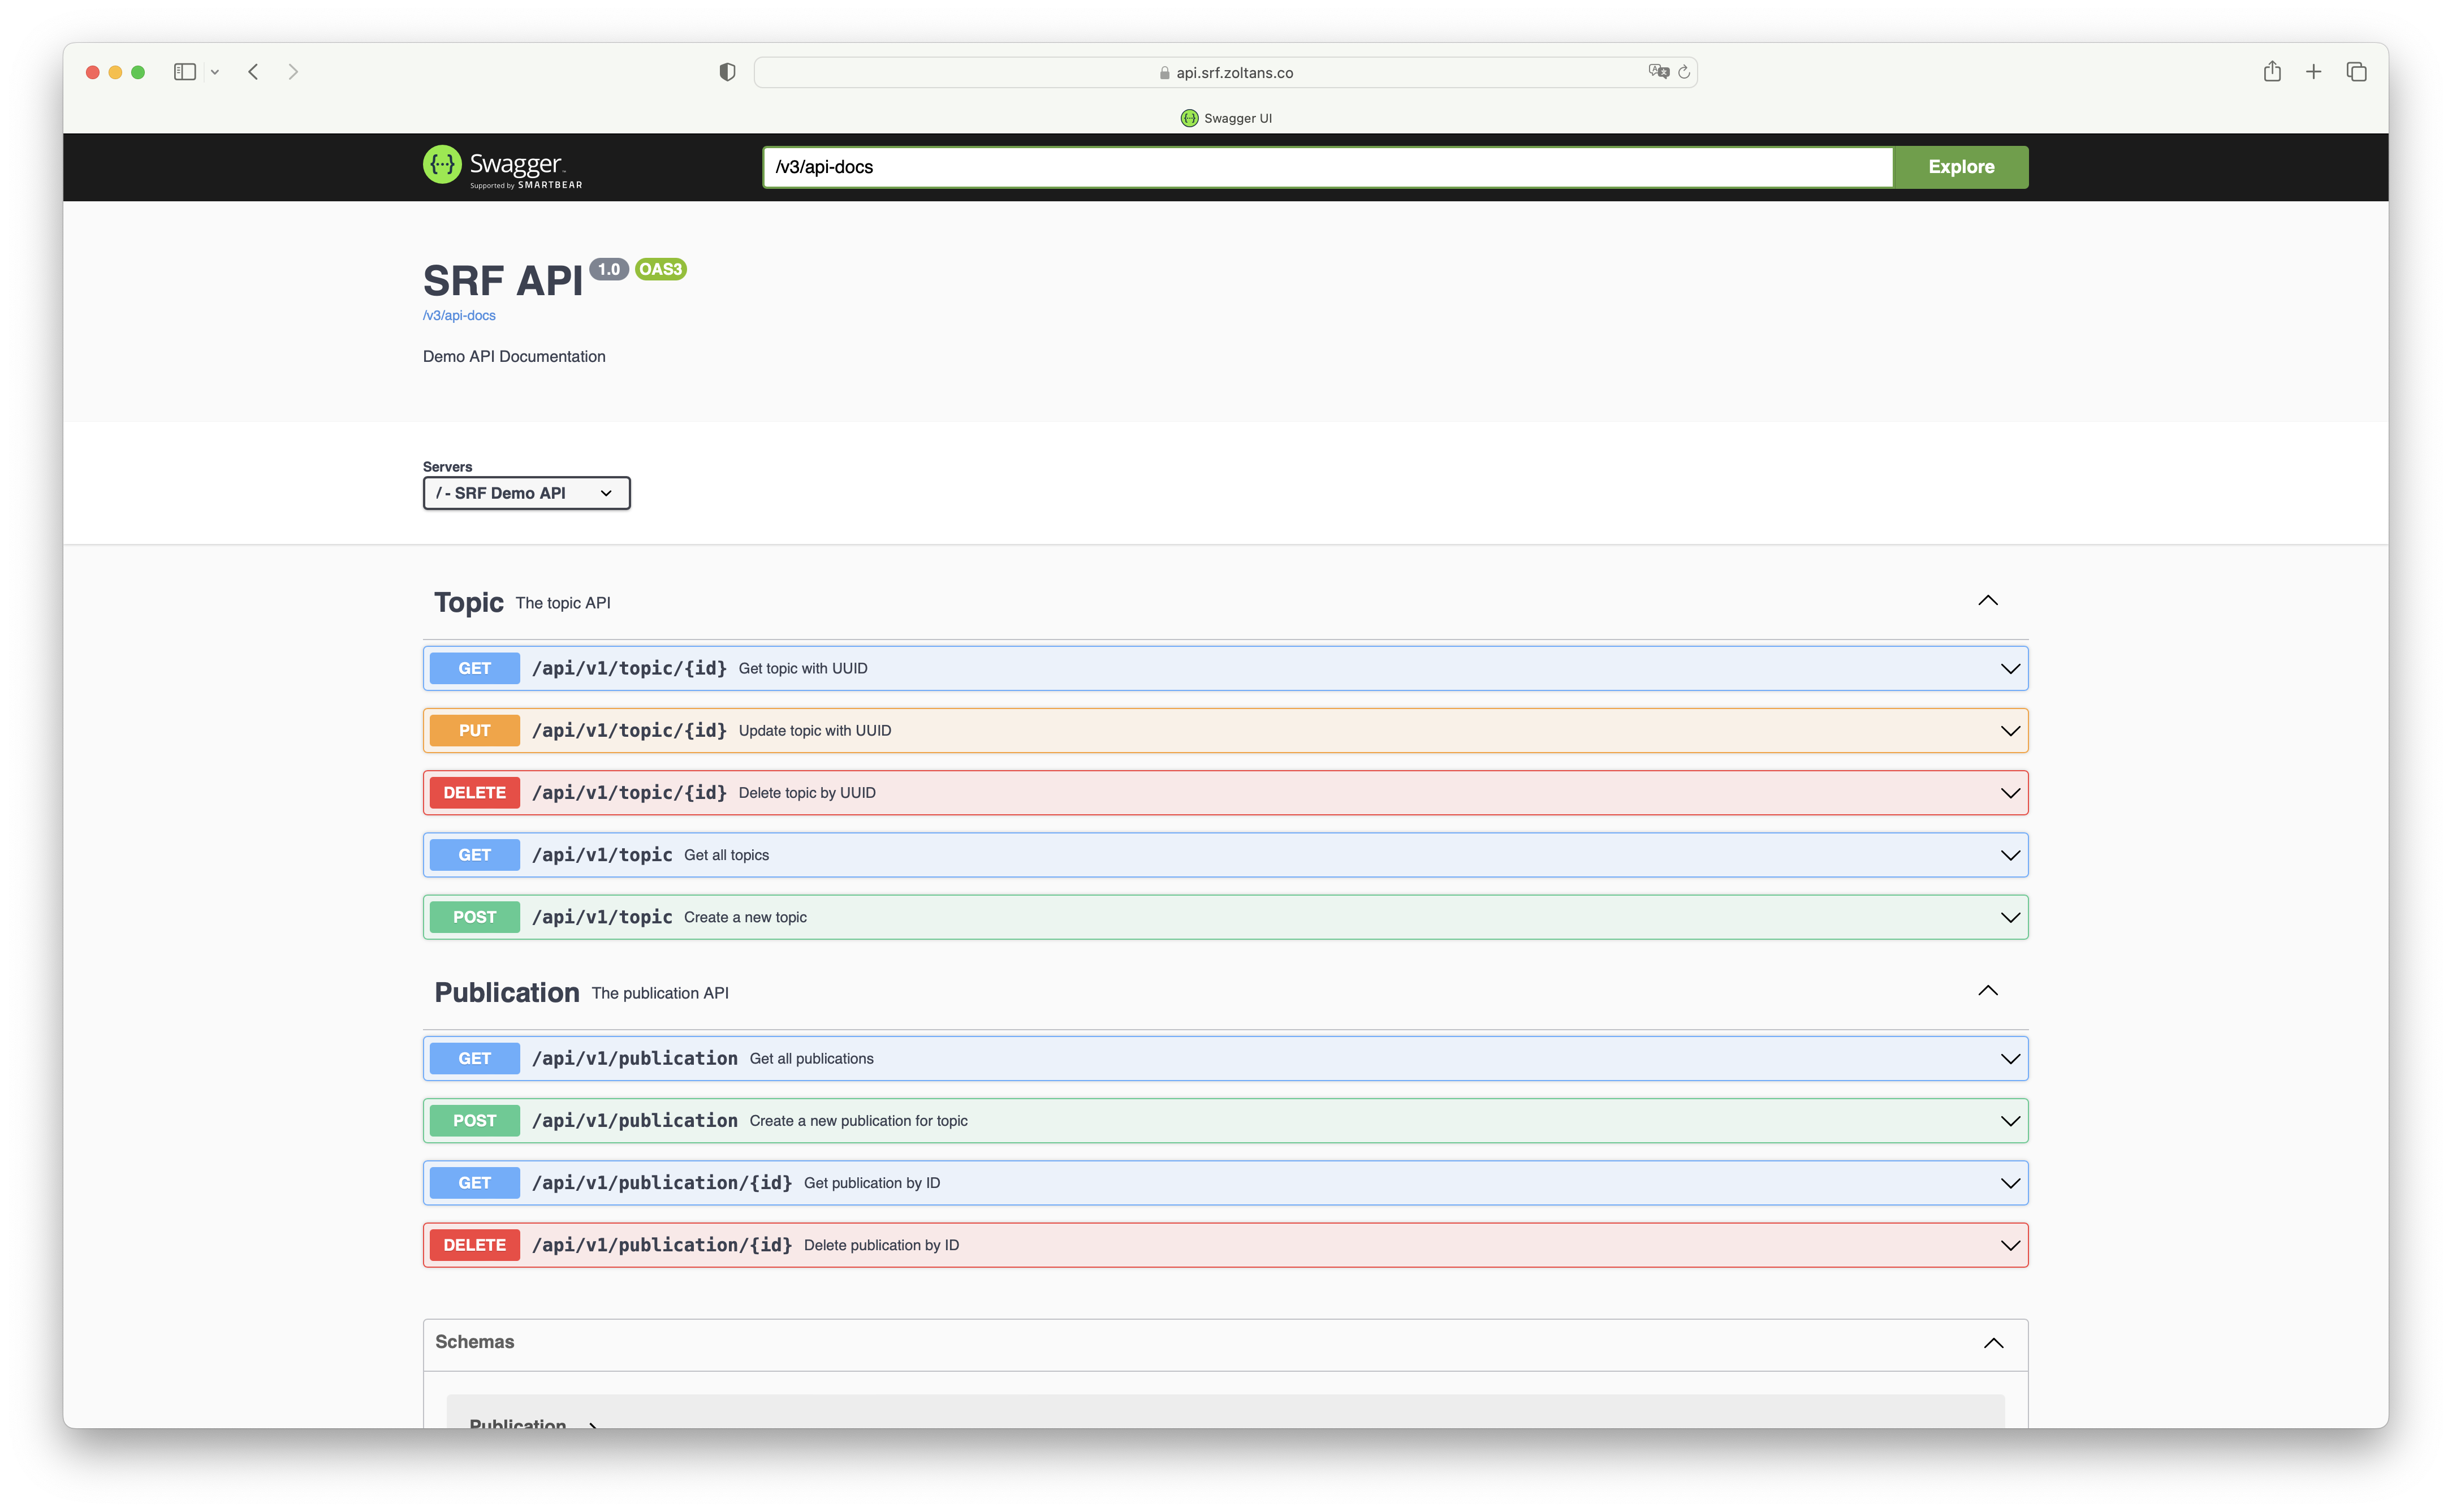 api.srf.zoltans.co
Swagger UI
Swagger
Supported by SMARTBEAR
/v3/api-docs
Explore
SRF API 1.0 OAS3
/v3/api-docs
Demo API Documentation
Servers
/ - SRF Demo API
Topic The topic API
GET /api/v1/topic/{id} Get topic with UUID
PUT /api/v1/topic/{id} Update topic with UUID
DELETE /api/v1/topic/{id} Delete topic by UUID
GET /api/v1/topic Get all topics
POST /api/v1/topic Create a new topic
Publication The publication API
GET /api/v1/publication Get all publications
POST /api/v1/publication Create a new publication for topic
GET /api/v1/publication/{id} Get publication by ID
DELETE /api/v1/publication/{id} Delete publication by ID
Schemas
Publication